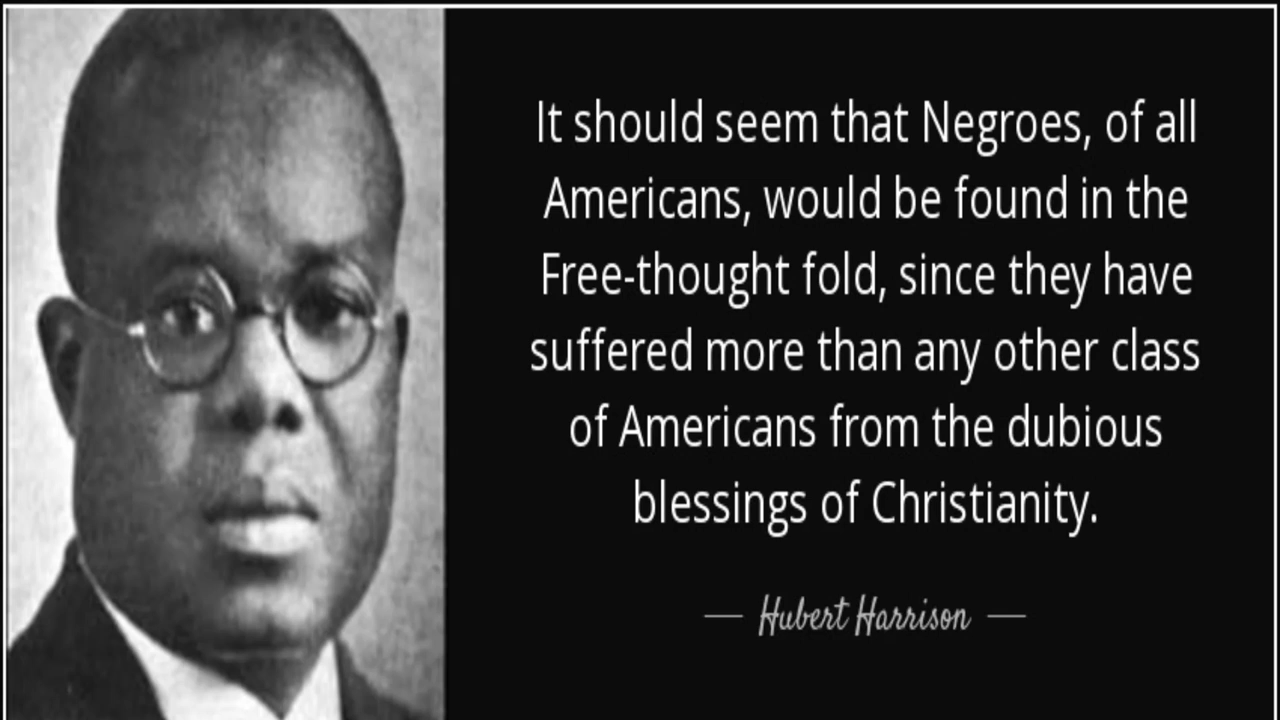 It should seem that Negroes, of all
Americans, would be found in the
Free-thought fold, since they have
suffered more than any other class
of Americans from the dubious
blessings of Christianity.
— Hubert Harrison —